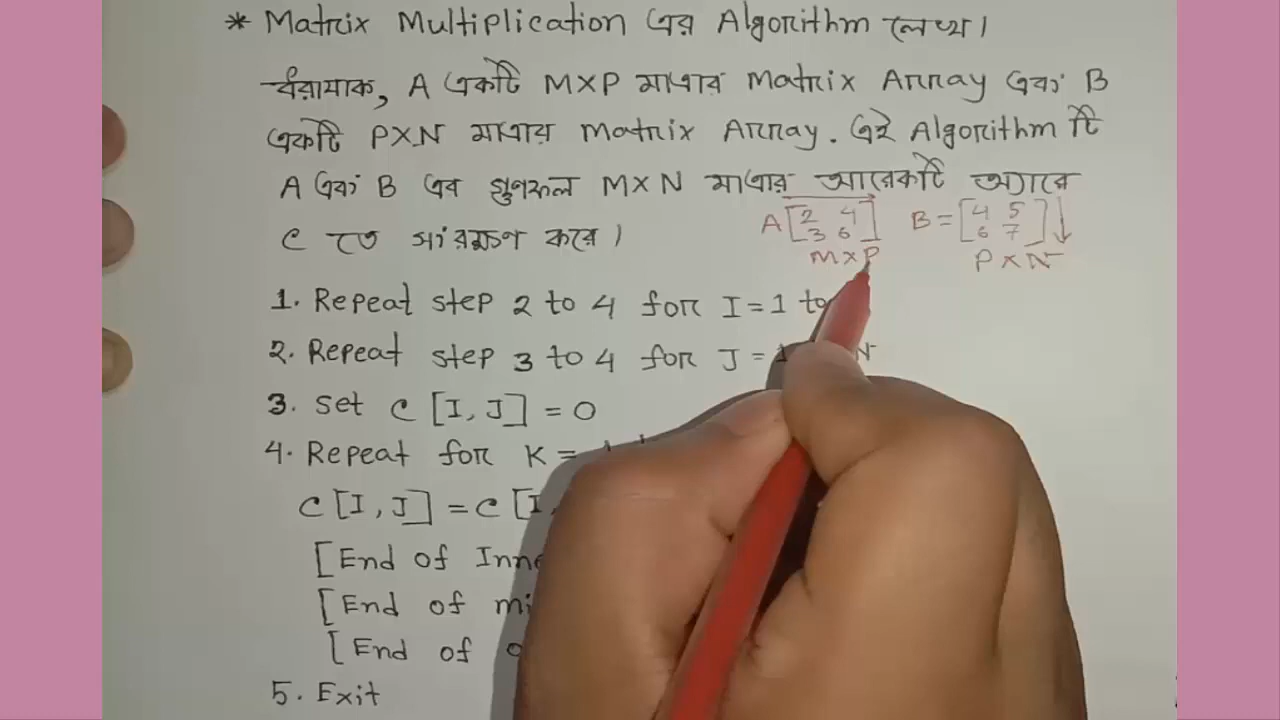 * Matrix Multiplication এর Algorithm লেখ।
ধরাযাক, A একটি M×P মাত্রার Matrix Array এবং B
একটি P×N মাত্রার Matrix Array. এই Algorithm টি
A এবং B এর গুণফল M×N মাত্রার আরেকটি অ্যারে
C তে সংরক্ষণ করে।
A [2 4
3 6]
M×P
B = [4 5
6 7]
P×N
1. Repeat step 2 to 4 for I=1 to
2. Repeat step 3 to 4 for J=1 N
3. Set C [I, J] = 0
4. Repeat for K =
C [I, J] = C [I,
[End of
[End of
[End of
5. Exit